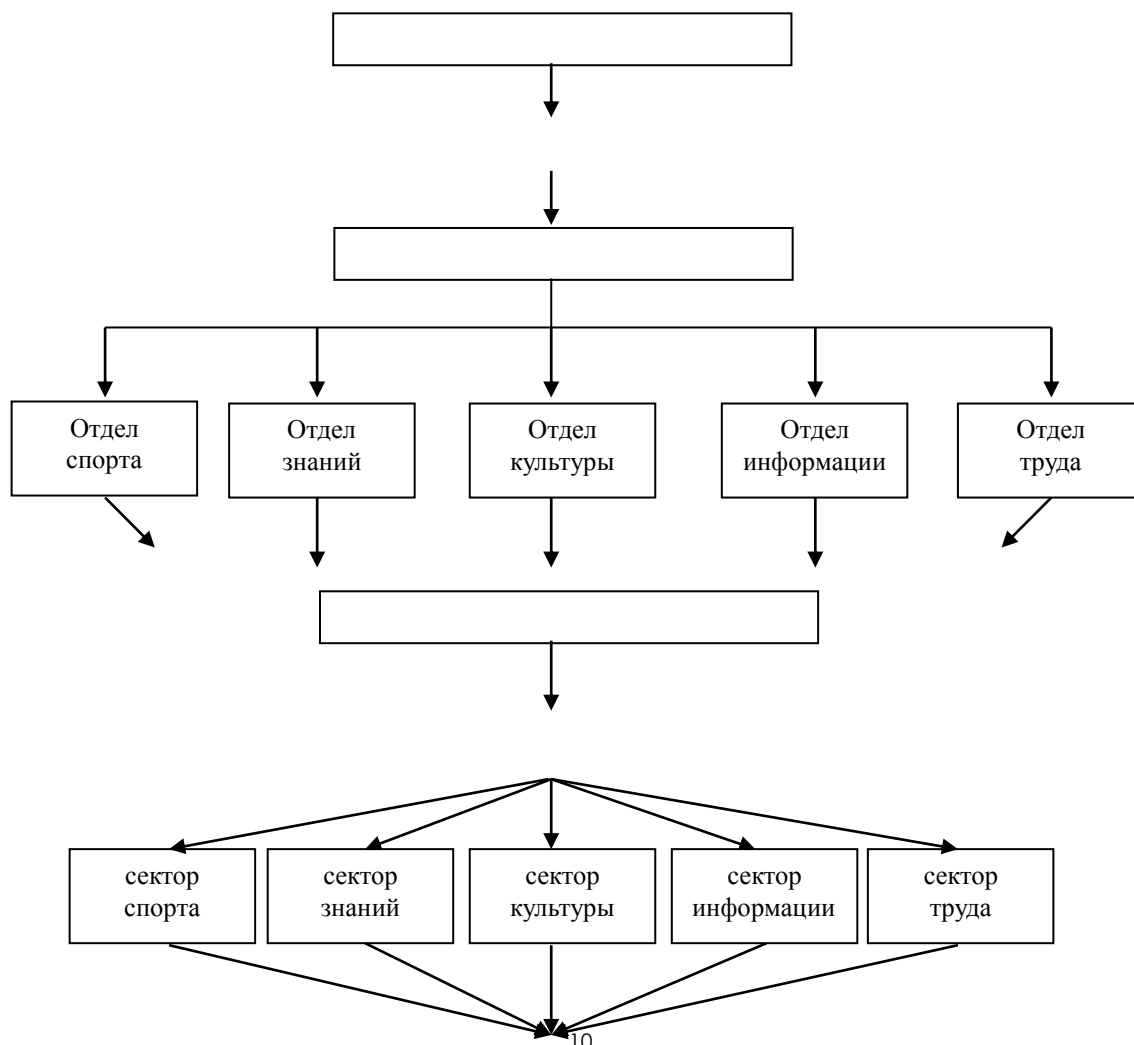 Отдел
спорта
Отдел
знаний
Отдел
культуры
Отдел
информации
Отдел
труда
сектор
спорта
сектор
знаний
сектор
культуры
сектор
информации
сектор
труда
10